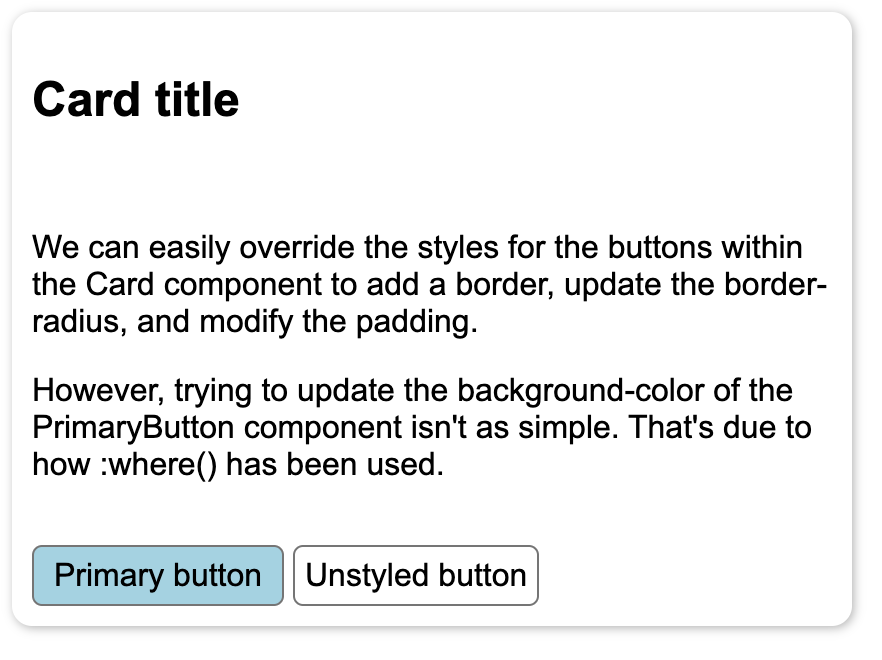 Card title
We can easily override the styles for the buttons within
the Card component to add a border, update the border-
radius, and modify the padding.
However, trying to update the background-color of the
PrimaryButton component isn't as simple. That's due to
how :where() has been used.
Primary button Unstyled button